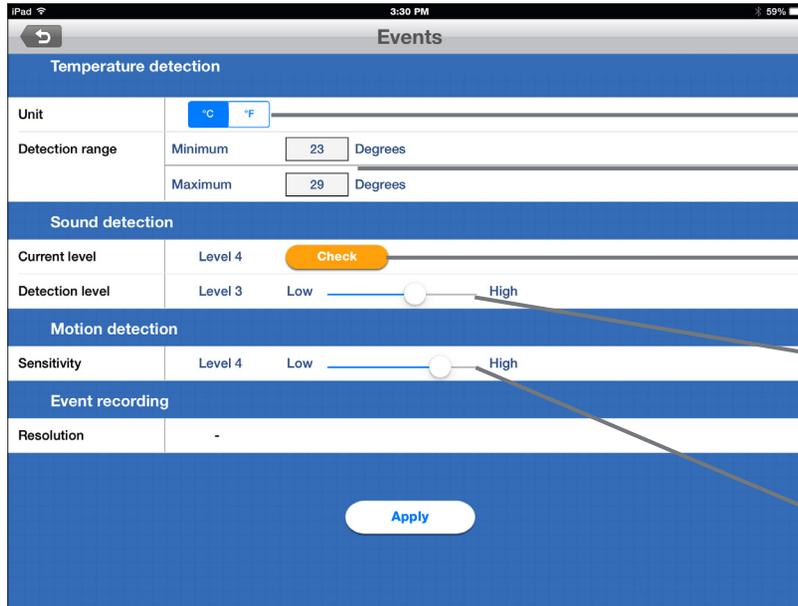 iPad 3:30 PM 59%
Events
Temperature detection
Unit °C °F
Detection range Minimum 23 Degrees
Maximum 29 Degrees
Sound detection
Current level Level 4 Check
Detection level Level 3 Low High
Motion detection
Sensitivity Level 4 Low High
Event recording
Resolution -
Apply